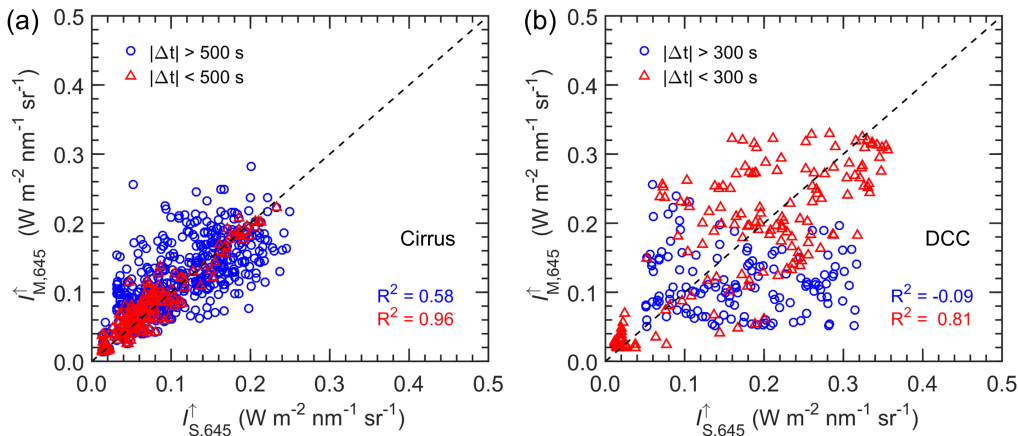 (a)
0.5
0.4
0.3
0.2
0.1
0.0
I↑M,645 (W m-2 nm-1 sr-1)
|Δt| > 500 s
|Δt| < 500 s
Cirrus
R2 = 0.58
R2 = 0.96
0.0 0.1 0.2 0.3 0.4 0.5
I↑S,645 (W m-2 nm-1 sr-1)
(b)
0.5
0.4
0.3
0.2
0.1
0.0
I↑M,645 (W m-2 nm-1 sr-1)
|Δt| > 300 s
|Δt| < 300 s
DCC
R2 = -0.09
R2 = 0.81
0.0 0.1 0.2 0.3 0.4 0.5
I↑S,645 (W m-2 nm-1 sr-1)